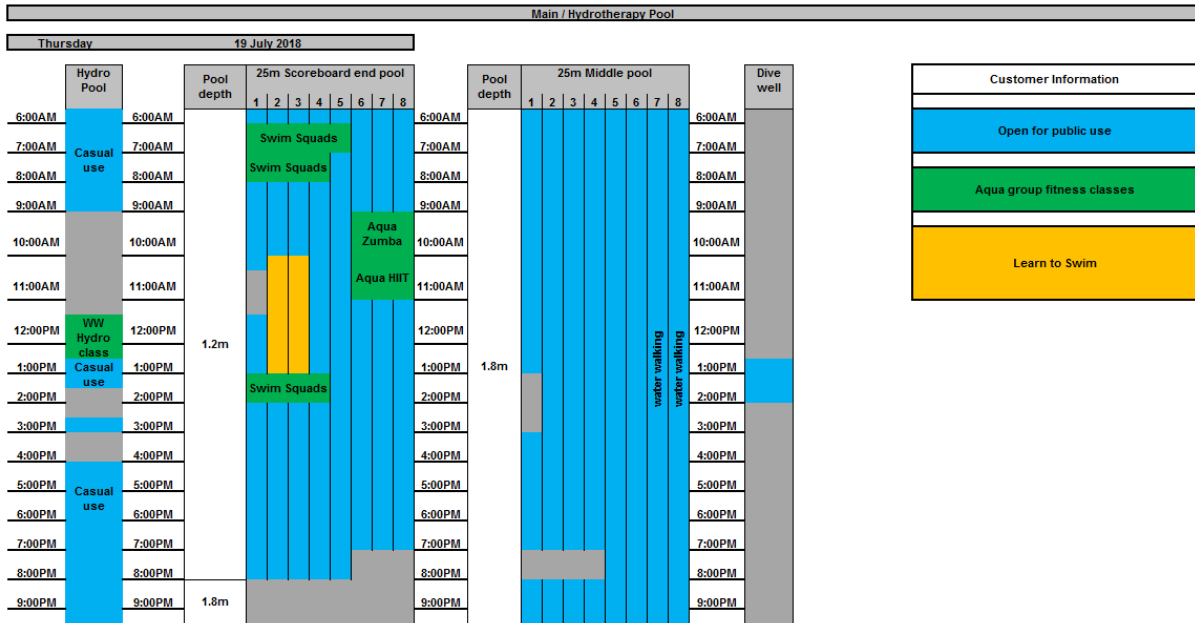 Main / Hydrotherapy Pool
Thursday 19 July 2018
Hydro Pool
Pool depth
25m Scoreboard end pool
1 2 3 4 5 6 7 8
Pool depth
25m Middle pool
1 2 3 4 5 6 7 8
Dive well
Customer Information
Open for public use
Aqua group fitness classes
Learn to Swim
6:00AM 6:00AM 6:00AM 6:00AM
Swim Squads
7:00AM 7:00AM 7:00AM 7:00AM
Casual use
Swim Squads
8:00AM 8:00AM 8:00AM 8:00AM
9:00AM 9:00AM 9:00AM 9:00AM
Aqua Zumba
10:00AM 10:00AM 10:00AM 10:00AM
Aqua HIIT
11:00AM 11:00AM 11:00AM 11:00AM
WW Hydro class
12:00PM 12:00PM 12:00PM 12:00PM
1.2m
1.8m
water walking
water walking
Casual use
1:00PM 1:00PM 1:00PM 1:00PM
Swim Squads
2:00PM 2:00PM 2:00PM 2:00PM
3:00PM 3:00PM 3:00PM 3:00PM
4:00PM 4:00PM 4:00PM 4:00PM
Casual use
5:00PM 5:00PM 5:00PM 5:00PM
6:00PM 6:00PM 6:00PM 6:00PM
7:00PM 7:00PM 7:00PM 7:00PM
8:00PM 8:00PM 8:00PM 8:00PM
1.8m
9:00PM 9:00PM 9:00PM 9:00PM